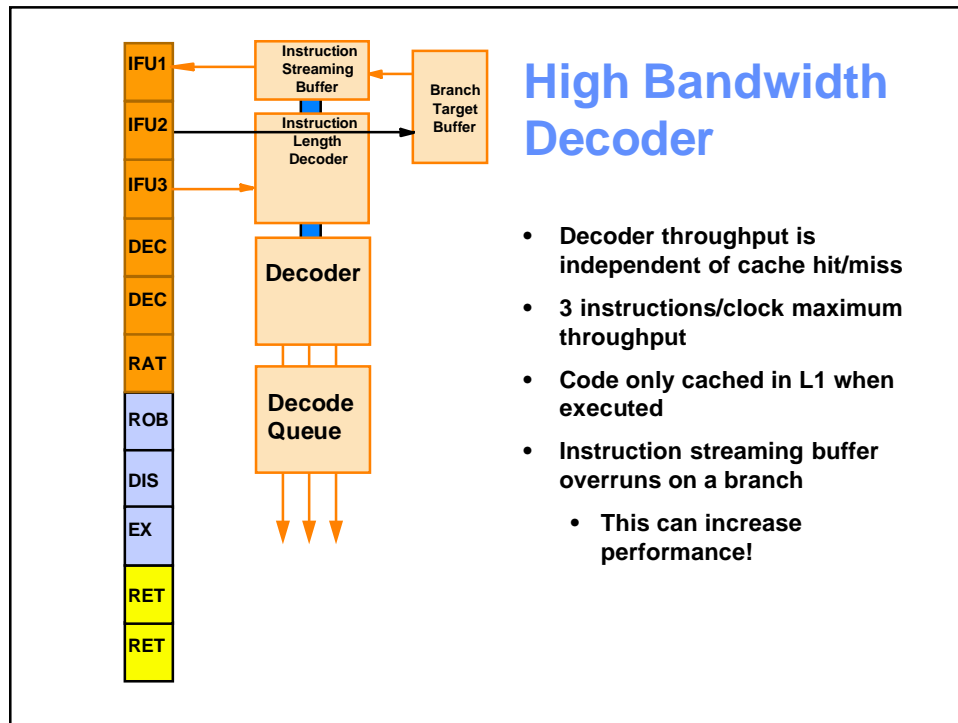 IFU1
IFU2
IFU3
DEC
DEC
RAT
ROB
DIS
EX
RET
RET
Instruction
Streaming
Buffer
Branch
Target
Buffer
Instruction
Length
Decoder
Decoder
Decode
Queue
High Bandwidth
Decoder
• Decoder throughput is
independent of cache hit/miss
• 3 instructions/clock maximum
throughput
• Code only cached in L1 when
executed
• Instruction streaming buffer
overruns on a branch
• This can increase
performance!